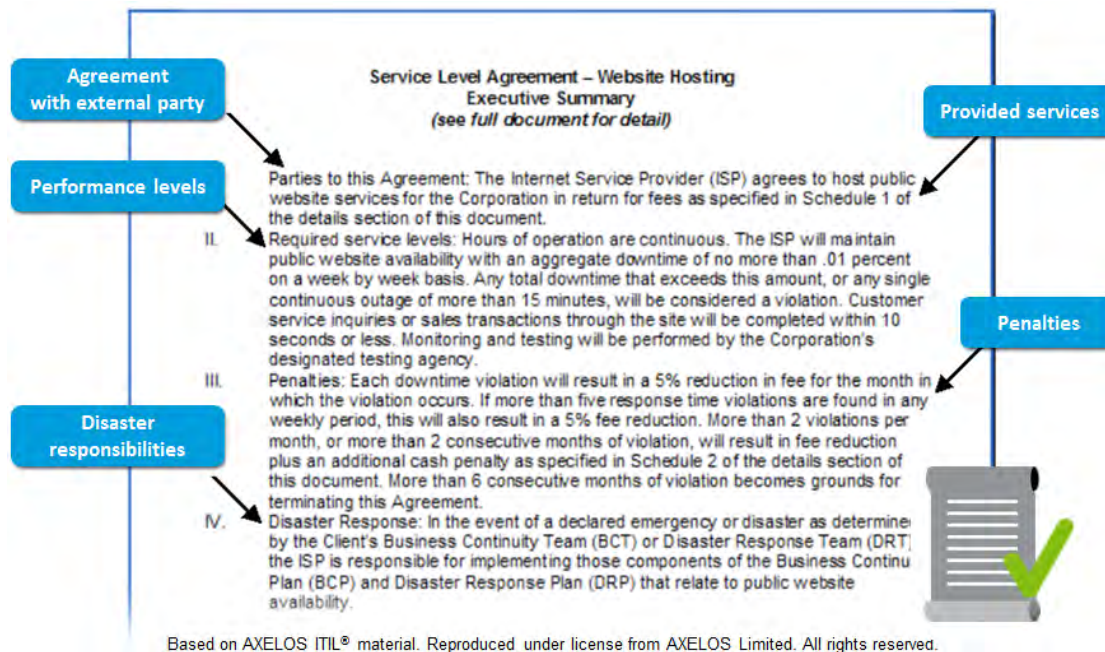 Agreement
with external party
Service Level Agreement – Website Hosting
Executive Summary
(see full document for detail)
Provided services
Performance levels
Parties to this Agreement: The Internet Service Provider (ISP) agrees to host public
website services for the Corporation in return for fees as specified in Schedule 1 of
the details section of this document.
II. Required service levels: Hours of operation are continuous. The ISP will maintain
public website availability with an aggregate downtime of no more than .01 percent
on a week by week basis. Any total downtime that exceeds this amount, or any single
continuous outage of more than 15 minutes, will be considered a violation. Customer
service inquiries or sales transactions through the site will be completed within 10
seconds or less. Monitoring and testing will be performed by the Corporation's
designated testing agency.
Penalties
III. Penalties: Each downtime violation will result in a 5% reduction in fee for the month in
which the violation occurs. If more than five response time violations are found in any
weekly period, this will also result in a 5% fee reduction. More than 2 violations per
month, or more than 2 consecutive months of violation, will result in fee reduction
plus an additional cash penalty as specified in Schedule 2 of the details section of
this document. More than 6 consecutive months of violation becomes grounds for
terminating this Agreement.
Disaster
responsibilities
IV. Disaster Response: In the event of a declared emergency or disaster as determine
by the Client's Business Continuity Team (BCT) or Disaster Response Team (DRT)
the ISP is responsible for implementing those components of the Business Continu
Plan (BCP) and Disaster Response Plan (DRP) that relate to public website
availability.
Based on AXELOS ITIL® material. Reproduced under license from AXELOS Limited. All rights reserved.